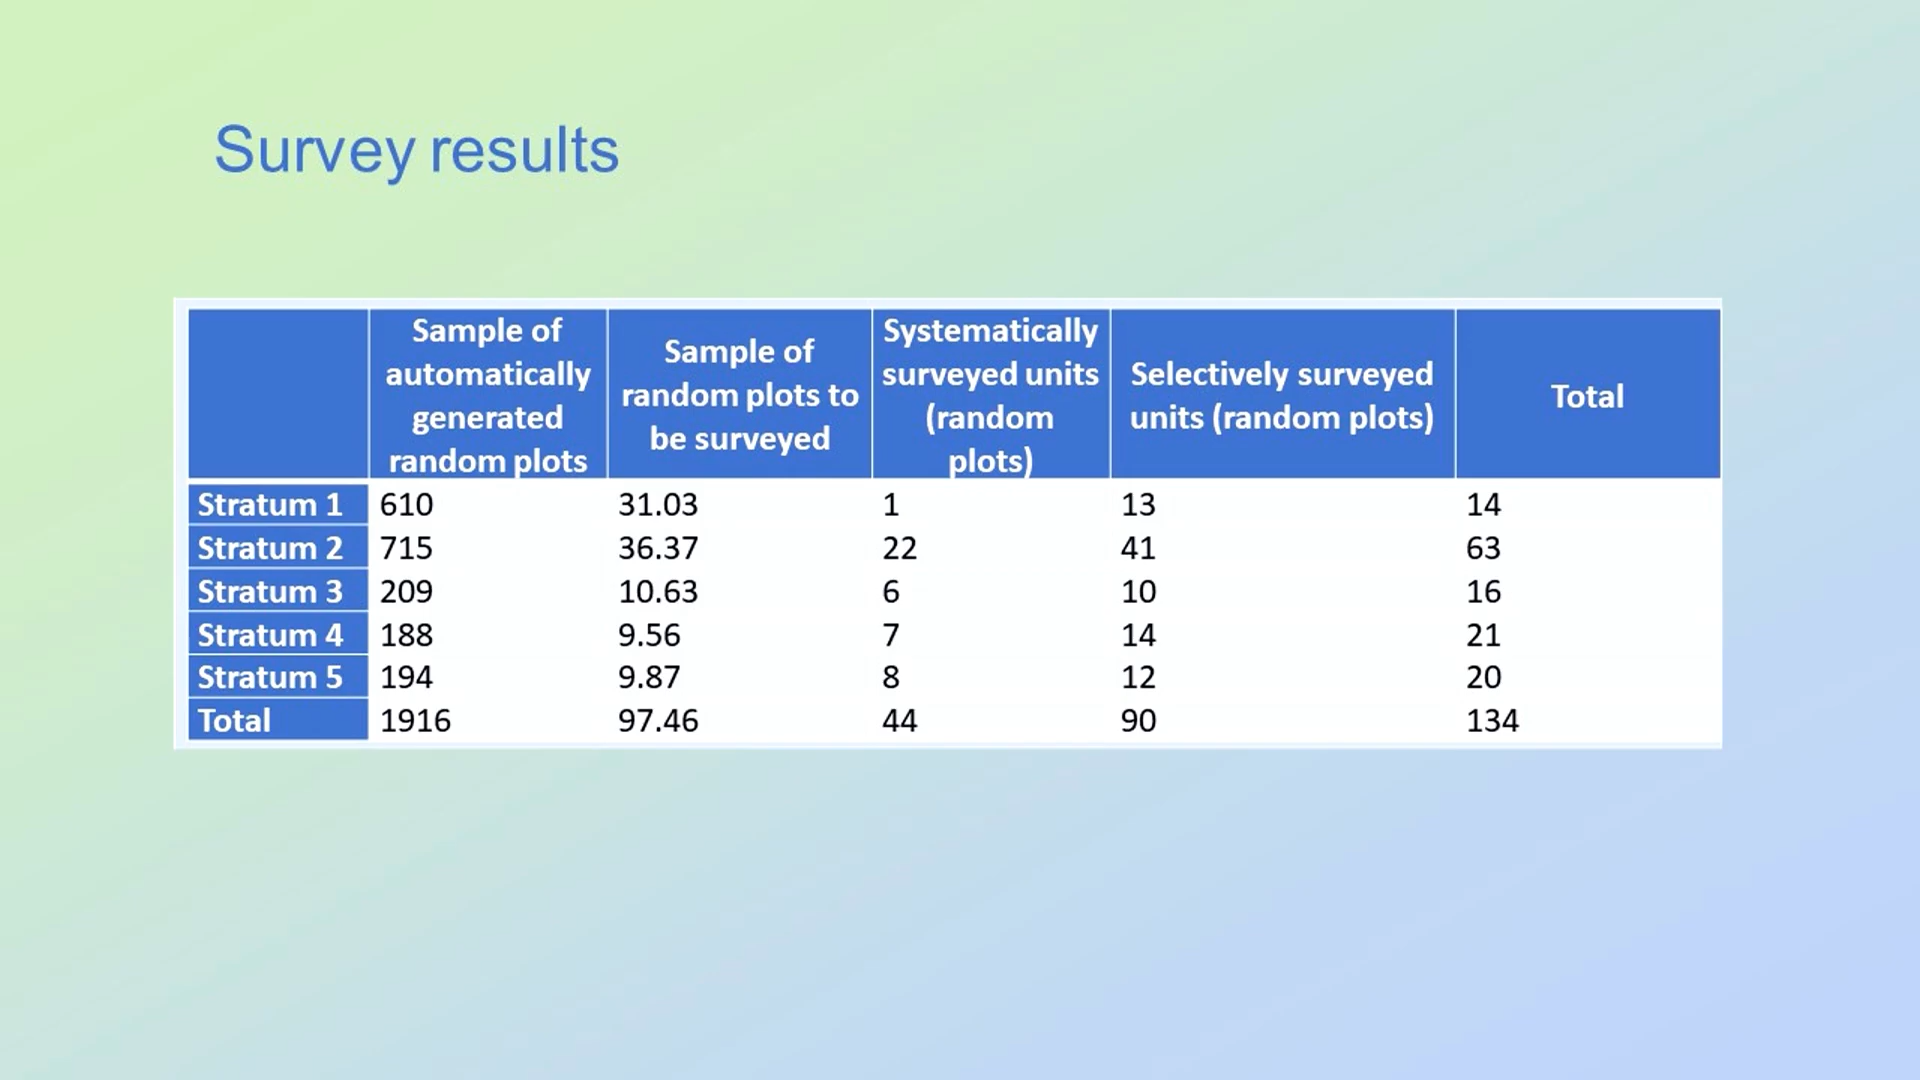 Survey results
Sample of
automatically
generated
random plots
Sample of
random plots to
be surveyed
Systematically
surveyed units
(random
plots)
Selectively surveyed
units (random plots)
Total
Stratum 1 610 31.03 1 13 14
Stratum 2 715 36.37 22 41 63
Stratum 3 209 10.63 6 10 16
Stratum 4 188 9.56 7 14 21
Stratum 5 194 9.87 8 12 20
Total 1916 97.46 44 90 134